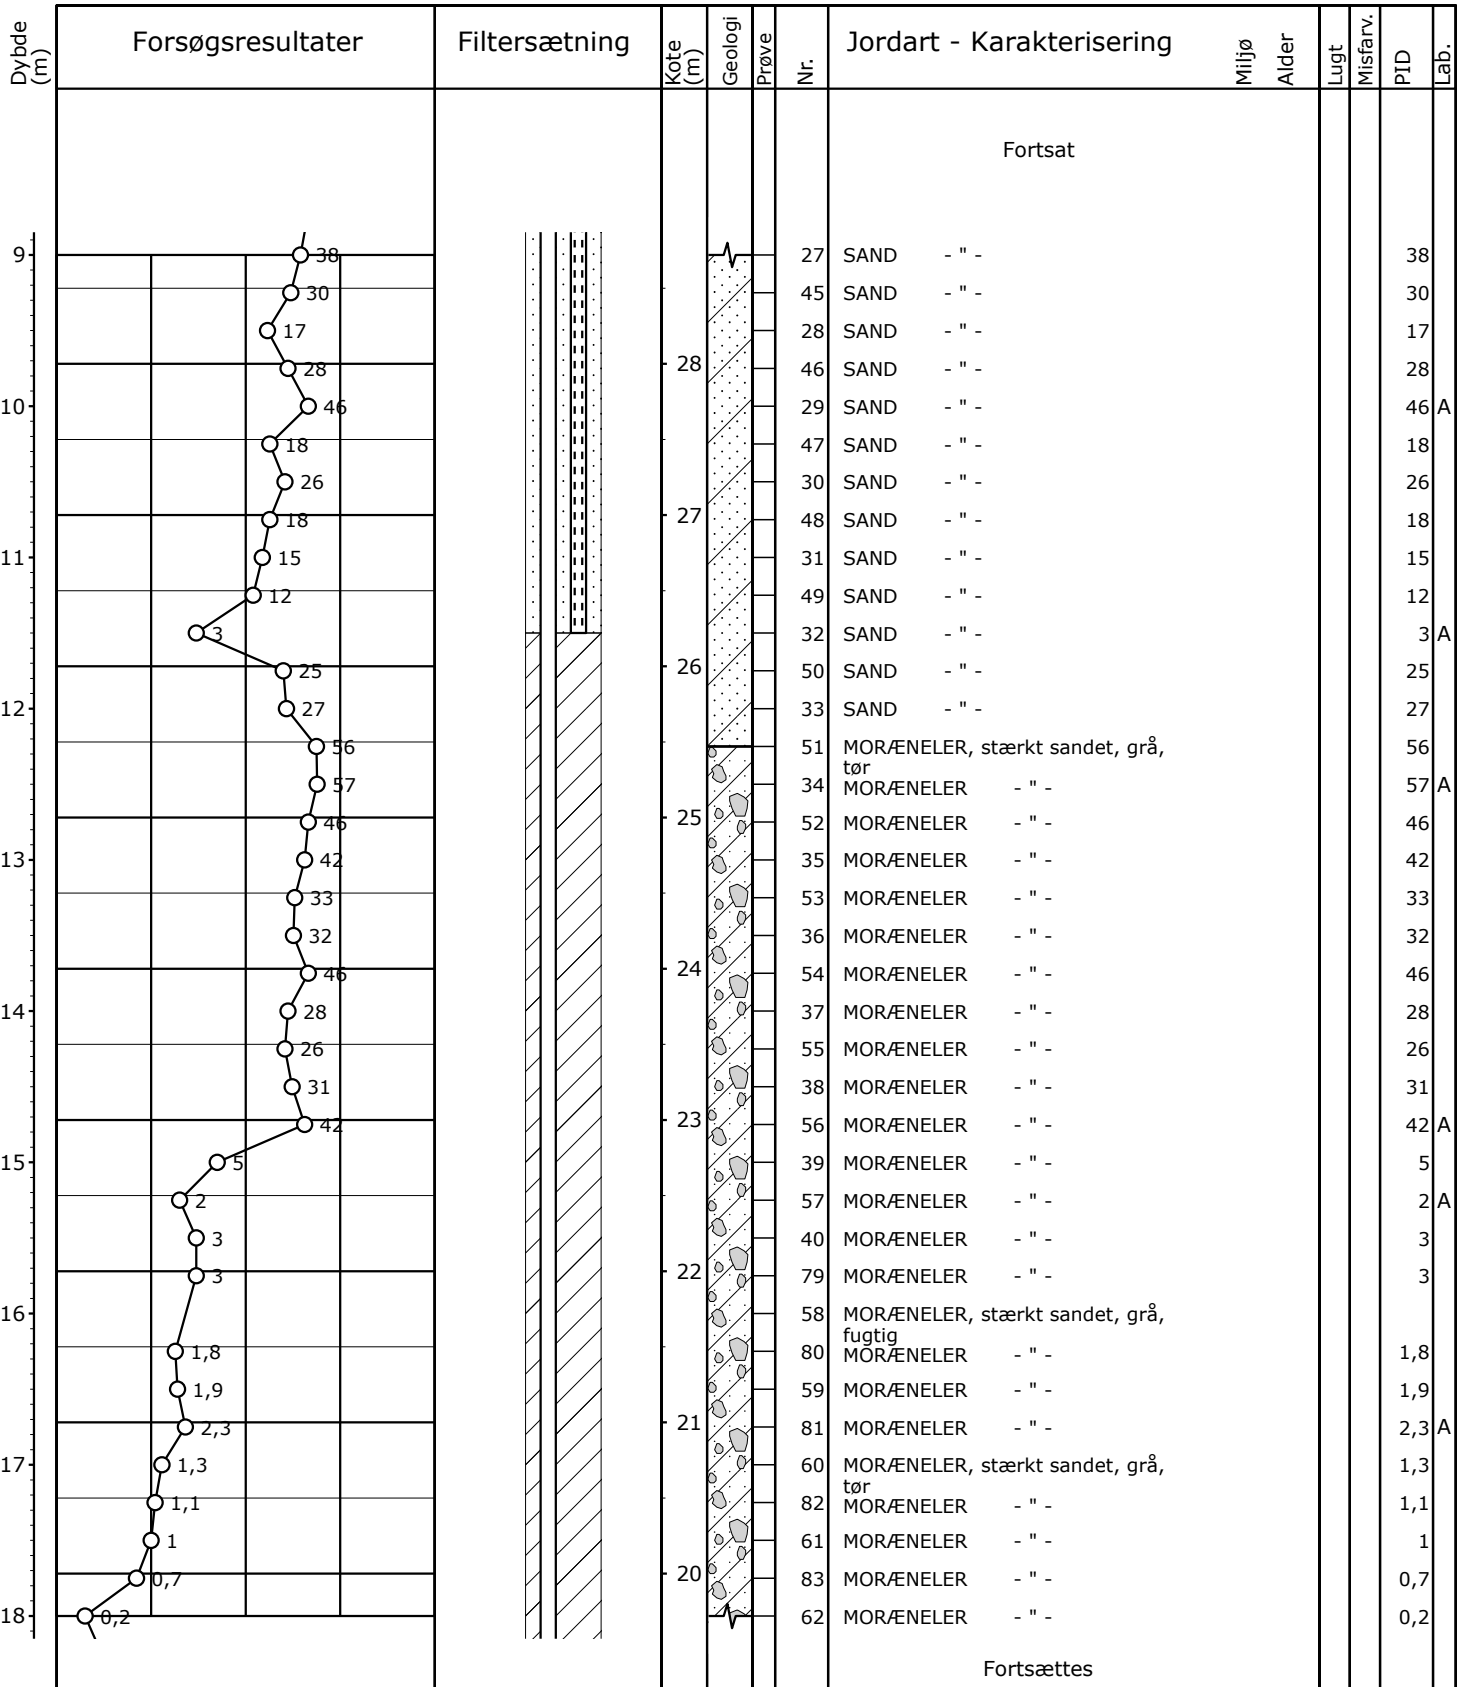 Dybde (m) Forsøgsresultater Filtersætning Kote (m) Geologi Prøve Nr. Jordart - Karakterisering Miljø Alder Lugt Misfarv. PID Lab.
Fortsat
9 38 27 SAND - " - 38
30 45 SAND - " - 30
17 28 SAND - " - 17
28 28 46 SAND - " - 28
10 46 29 SAND - " - 46 A
18 47 SAND - " - 18
26 30 SAND - " - 26
18 27 48 SAND - " - 18
11 15 31 SAND - " - 15
12 49 SAND - " - 12
3 32 SAND - " - 3 A
25 26 50 SAND - " - 25
12 27 33 SAND - " - 27
56 51 MORÆNELER, stærkt sandet, grå, 56
tør
57 34 MORÆNELER - " - 57 A
46 25 52 MORÆNELER - " - 46
13 42 35 MORÆNELER - " - 42
33 53 MORÆNELER - " - 33
32 36 MORÆNELER - " - 32
46 24 54 MORÆNELER - " - 46
14 28 37 MORÆNELER - " - 28
26 55 MORÆNELER - " - 26
31 38 MORÆNELER - " - 31
42 23 56 MORÆNELER - " - 42 A
15 5 39 MORÆNELER - " - 5
2 57 MORÆNELER - " - 2 A
3 40 MORÆNELER - " - 3
3 22 79 MORÆNELER - " - 3
16 58 MORÆNELER, stærkt sandet, grå,
fugtig
1,8 80 MORÆNELER - " - 1,8
1,9 59 MORÆNELER - " - 1,9
2,3 21 81 MORÆNELER - " - 2,3 A
17 1,3 60 MORÆNELER, stærkt sandet, grå, 1,3
tør
1,1 82 MORÆNELER - " - 1,1
1 61 MORÆNELER - " - 1
0,7 20 83 MORÆNELER - " - 0,7
18 0,2 62 MORÆNELER - " - 0,2
Fortsættes